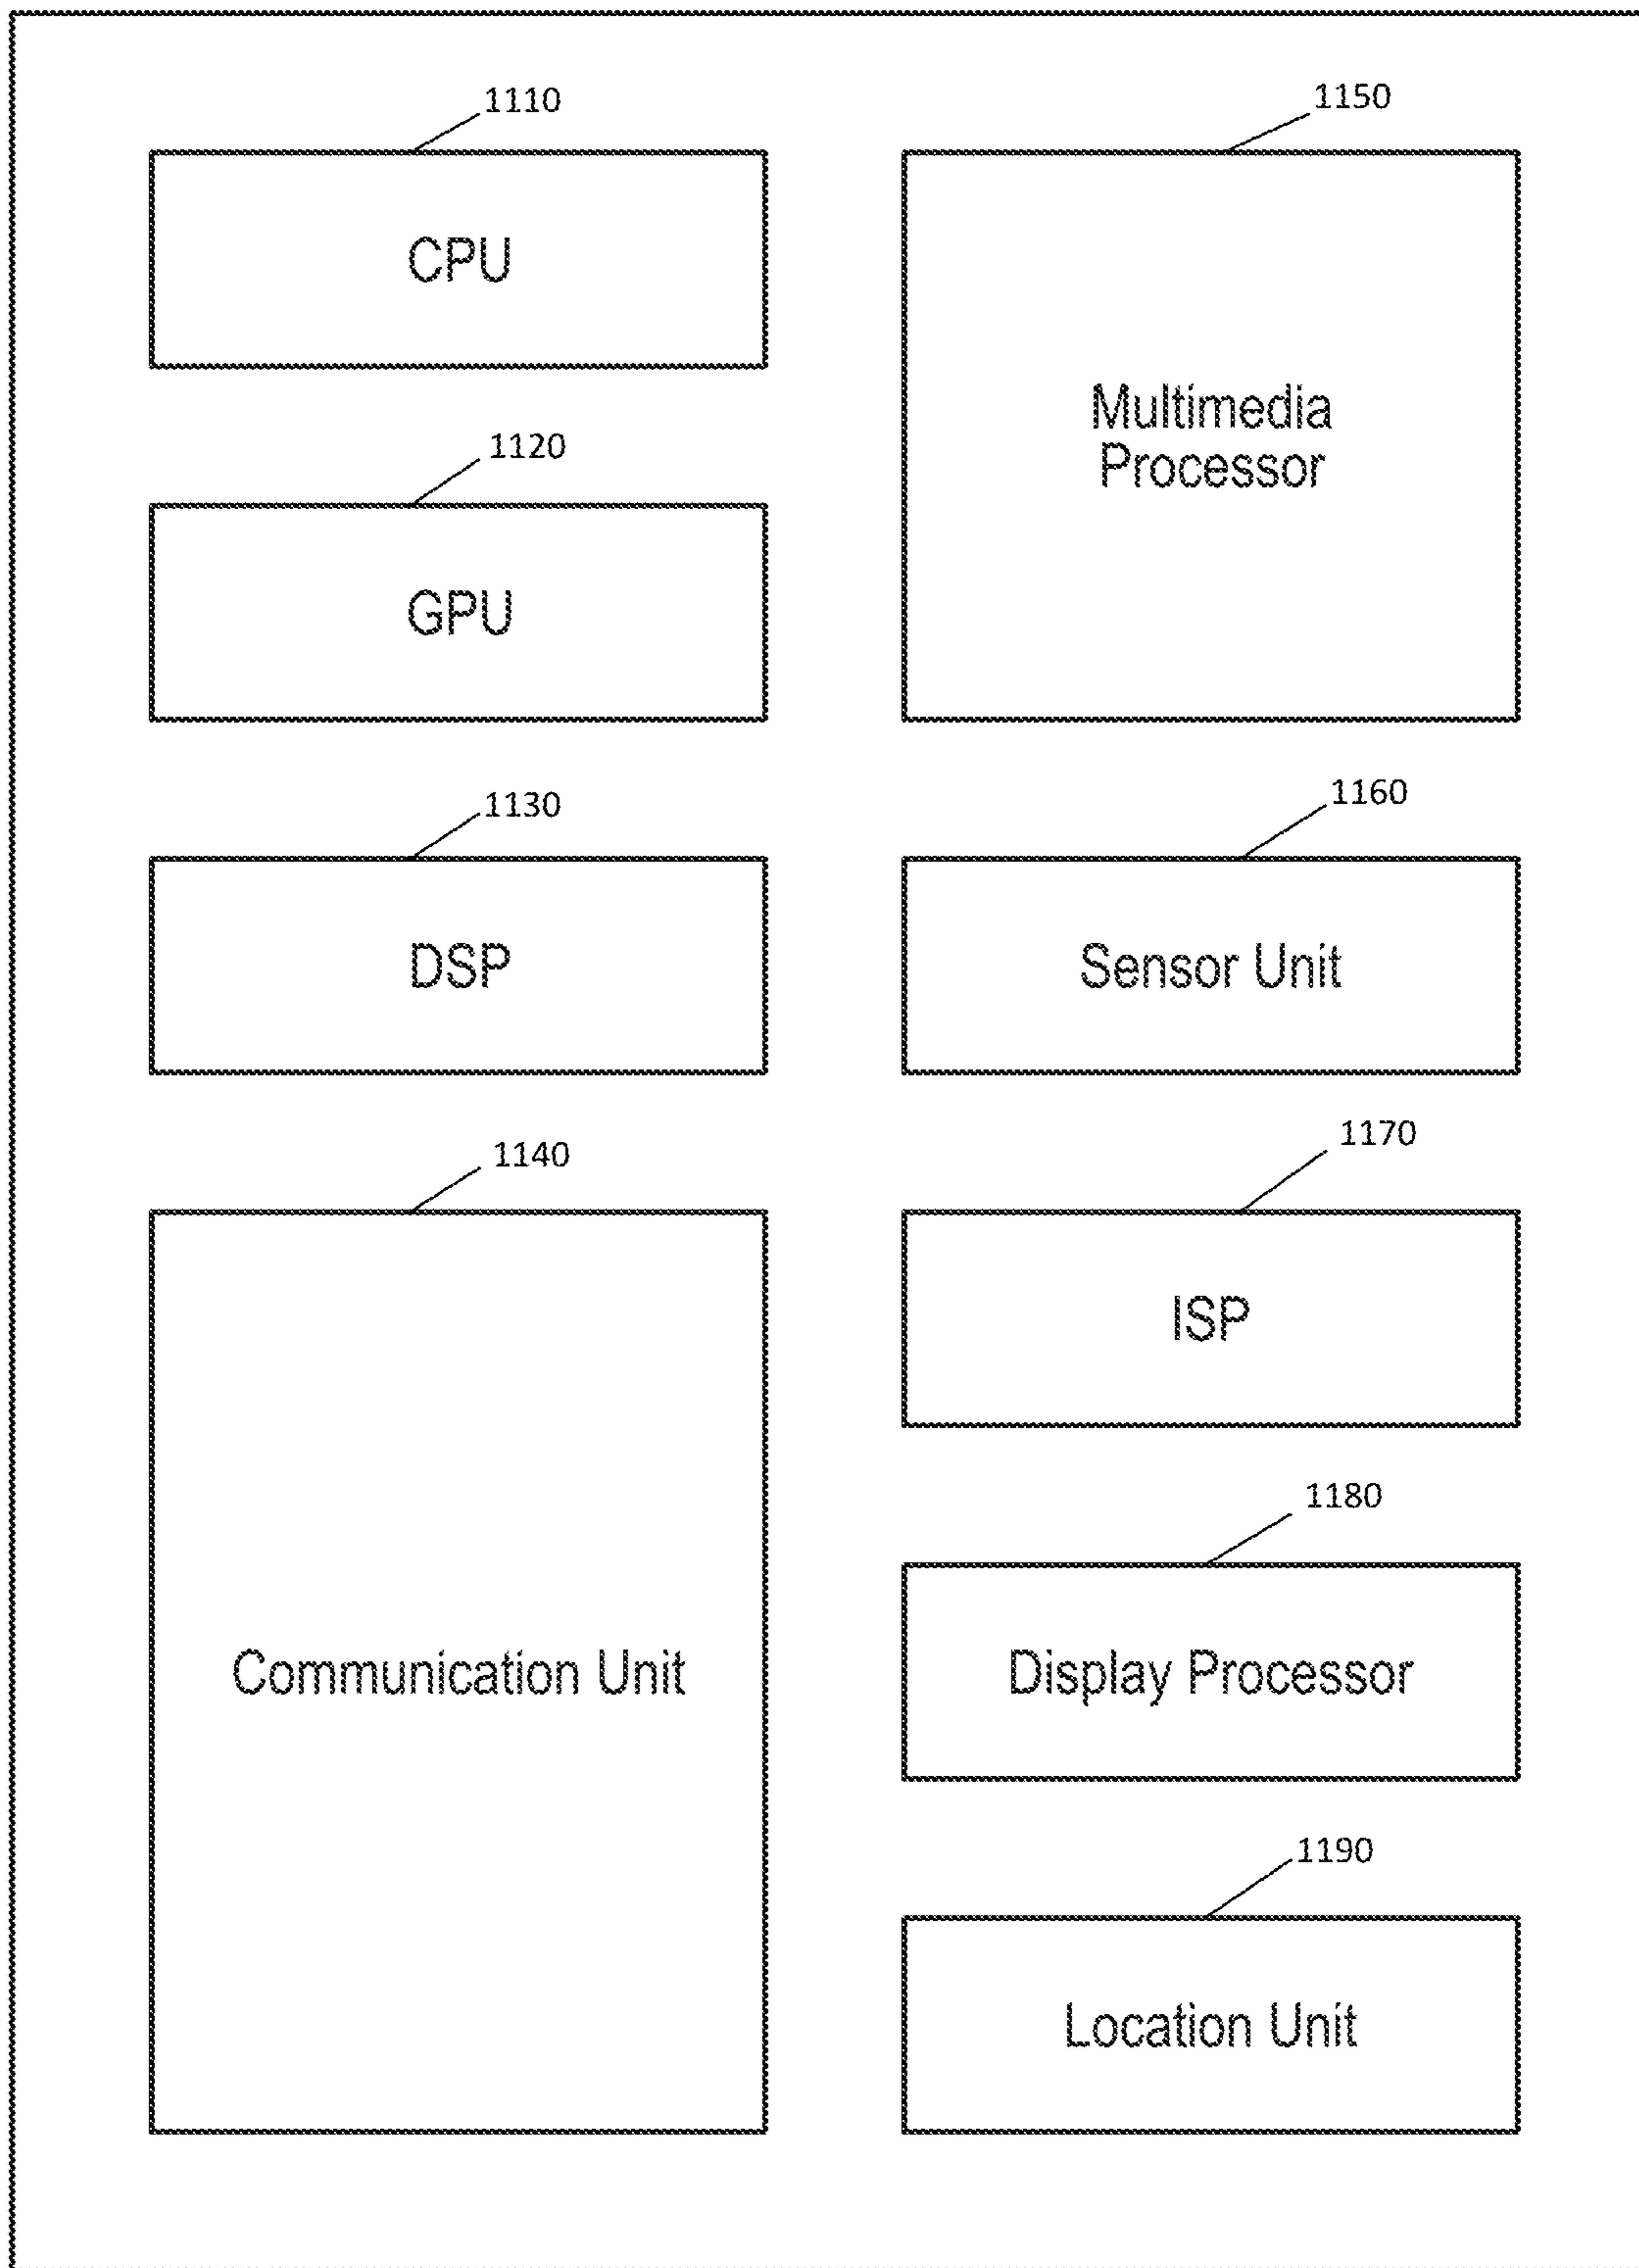 1110
CPU
1120
GPU
1130
DSP
1140
Communication Unit
1150
Multimedia
Processor
1160
Sensor Unit
1170
ISP
1180
Display Processor
1190
Location Unit